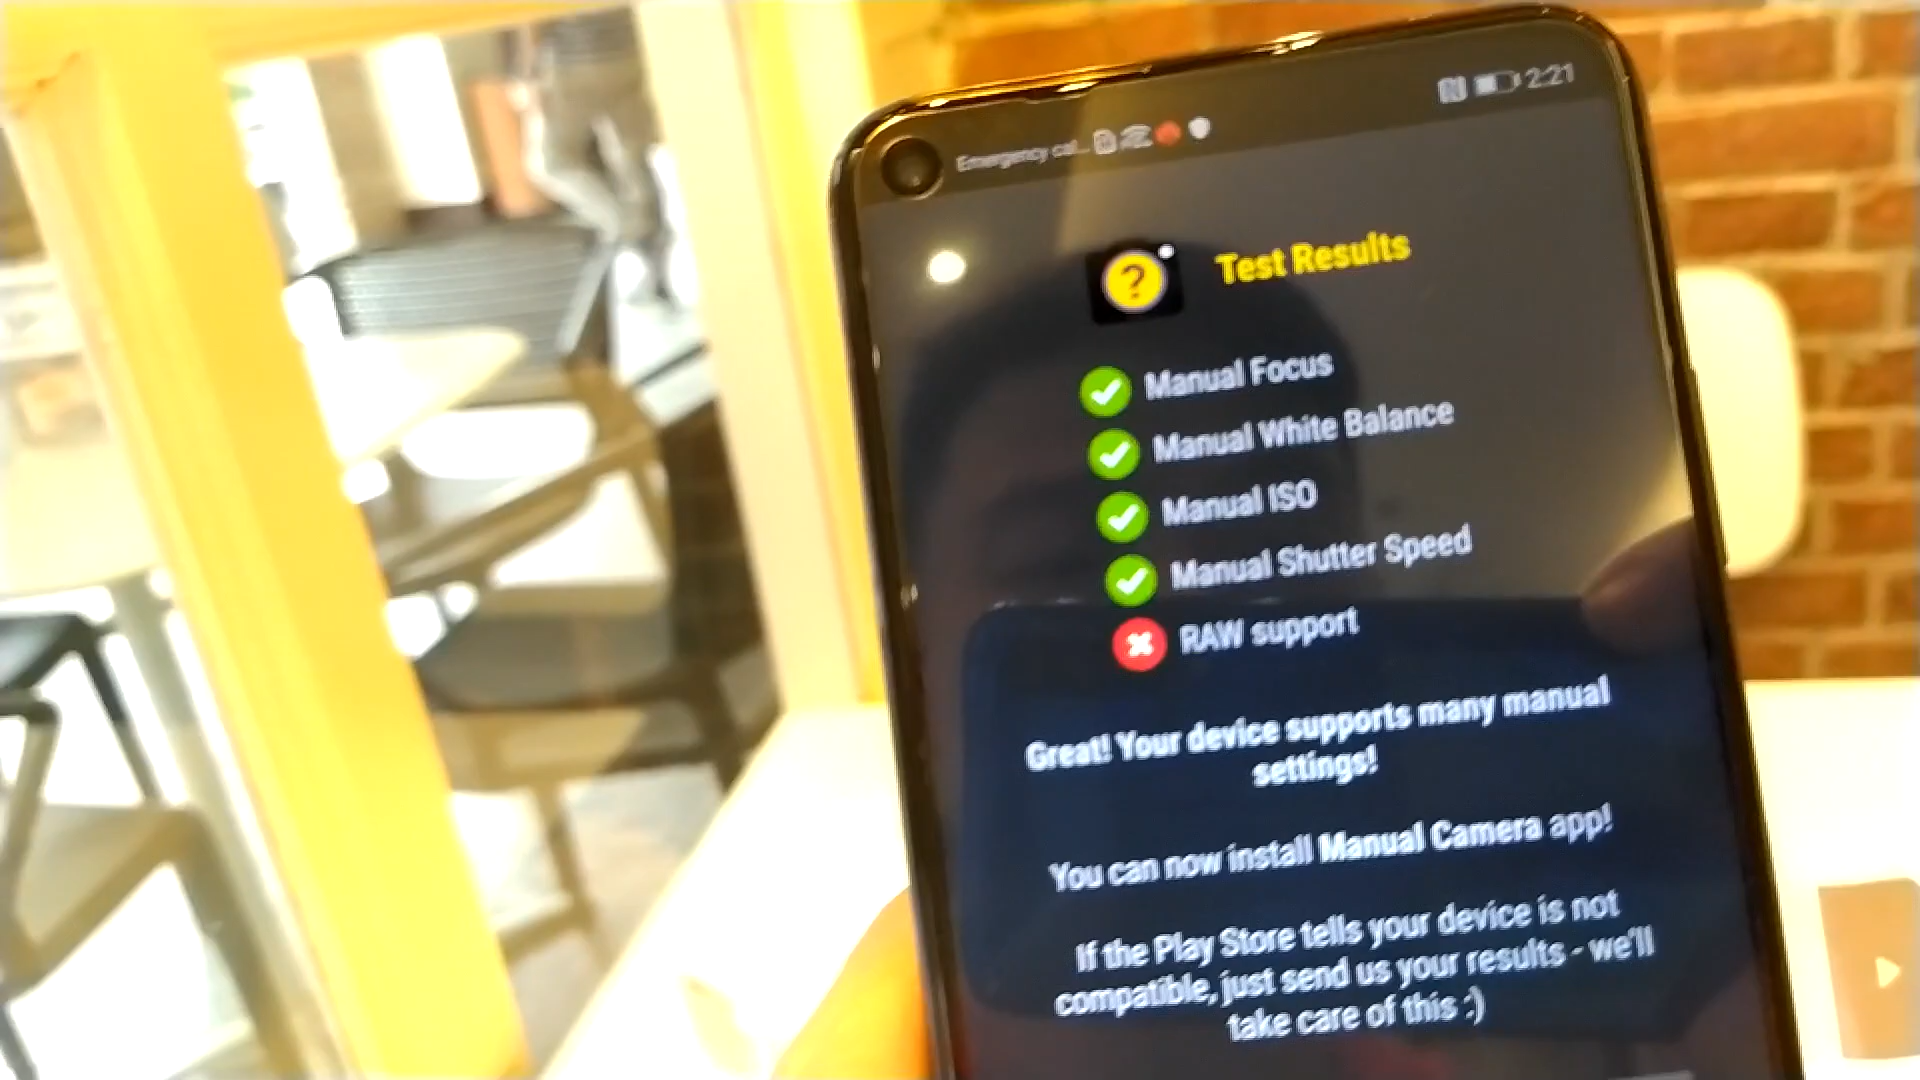 Emergency cal...
2:21
?
Test Results
Manual Focus
Manual White Balance
Manual ISO
Manual Shutter Speed
RAW support
Great! Your device supports many manual
settings!
You can now install Manual Camera app!
If the Play Store tells your device is not
compatible, just send us your results - we'll
take care of this :)